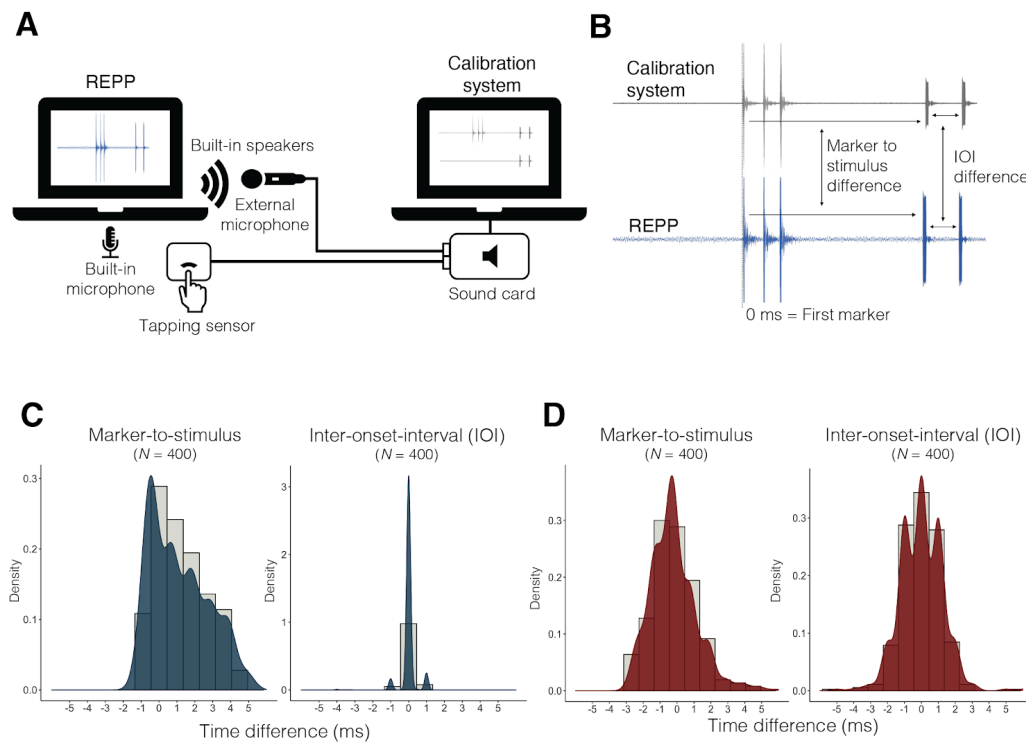 A
REPP
Calibration
system
Built-in speakers
External
microphone
Built-in
microphone
Tapping sensor
Sound card
B
Calibration
system
Marker to
stimulus
difference
IOI
difference
REPP
0 ms = First marker
C
Marker-to-stimulus
(N = 400)
Inter-onset-interval (IOI)
(N = 400)
Density
0.3
0.2
0.1
0.0
-5 -4 -3 -2 -1 0 1 2 3 4 5
Density
3
2
1
0
-5 -4 -3 -2 -1 0 1 2 3 4 5
Time difference (ms)
D
Marker-to-stimulus
(N = 400)
Inter-onset-interval (IOI)
(N = 400)
Density
0.3
0.2
0.1
0.0
-5 -4 -3 -2 -1 0 1 2 3 4 5
Density
0.3
0.2
0.1
0.0
-5 -4 -3 -2 -1 0 1 2 3 4 5
Time difference (ms)